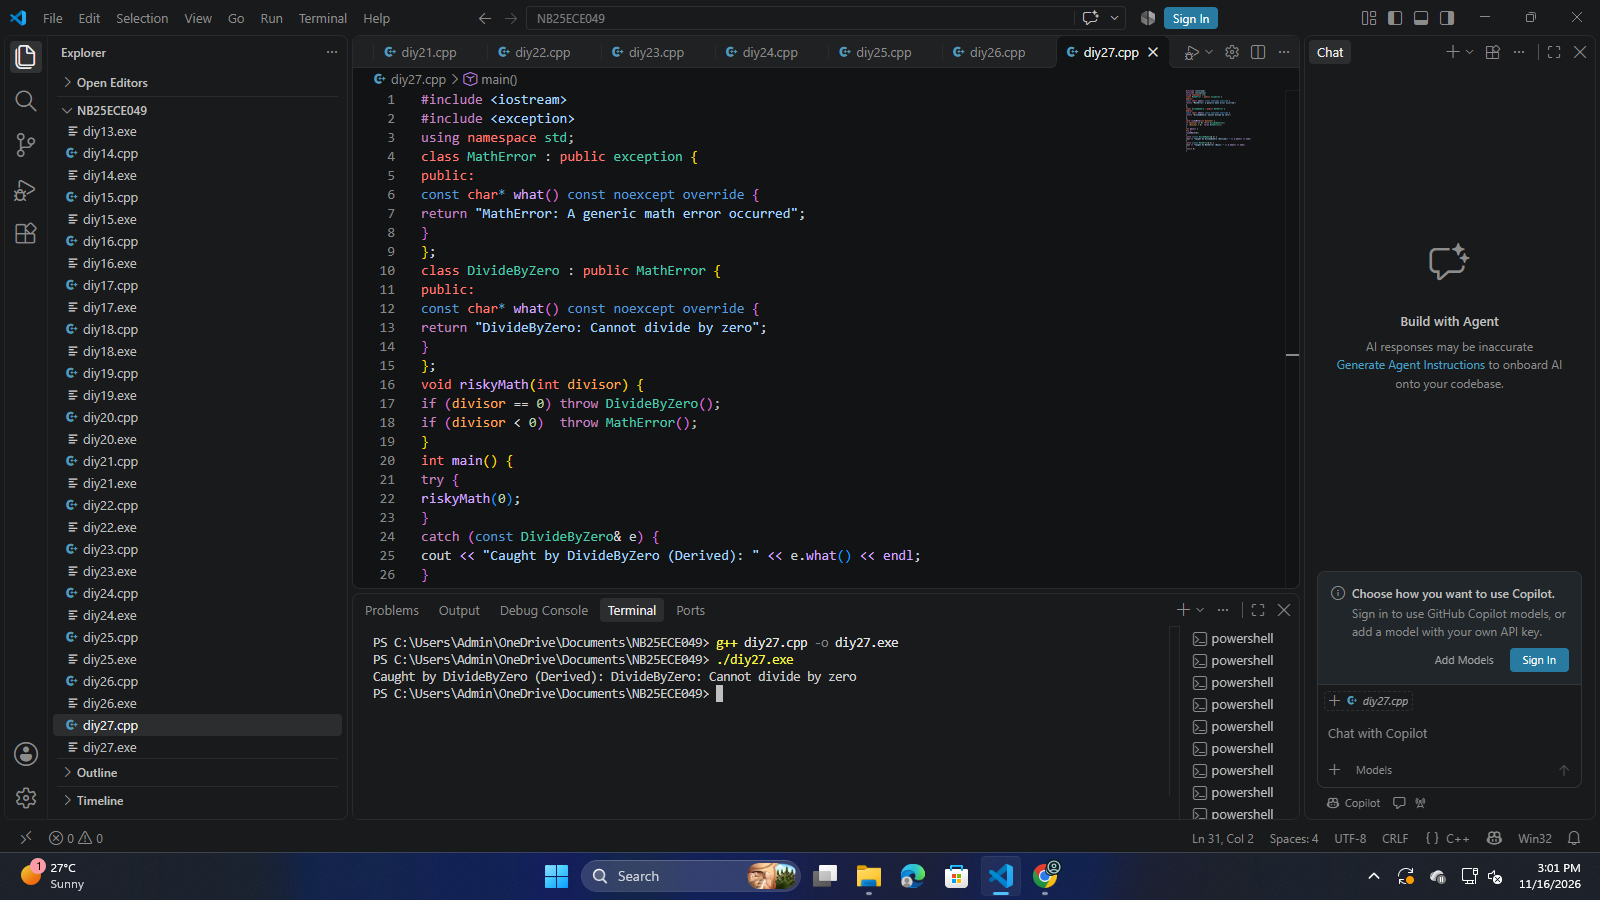 File Edit Selection View Go Run Terminal Help
NB25ECE049
Sign In
Explorer
Open Editors
NB25ECE049
diy13.exe
diy14.cpp
diy14.exe
diy15.cpp
diy15.exe
diy16.cpp
diy16.exe
diy17.cpp
diy17.exe
diy18.cpp
diy18.exe
diy19.cpp
diy19.exe
diy20.cpp
diy20.exe
diy21.cpp
diy21.exe
diy22.cpp
diy22.exe
diy23.cpp
diy23.exe
diy24.cpp
diy24.exe
diy25.cpp
diy25.exe
diy26.cpp
diy26.exe
diy27.cpp
diy27.exe
Outline
Timeline
diy21.cpp diy22.cpp diy23.cpp diy24.cpp diy25.cpp diy26.cpp diy27.cpp
diy27.cpp > main()
1 #include <iostream>
2 #include <exception>
3 using namespace std;
4 class MathError : public exception {
5 public:
6 const char* what() const noexcept override {
7 return "MathError: A generic math error occurred";
8 }
9 };
10 class DivideByZero : public MathError {
11 public:
12 const char* what() const noexcept override {
13 return "DivideByZero: Cannot divide by zero";
14 }
15 };
16 void riskyMath(int divisor) {
17 if (divisor == 0) throw DivideByZero();
18 if (divisor < 0)  throw MathError();
19 }
20 int main() {
21 try {
22 riskyMath(0);
23 }
24 catch (const DivideByZero& e) {
25 cout << "Caught by DivideByZero (Derived): " << e.what() << endl;
26 }
Problems Output Debug Console Terminal Ports
PS C:\Users\Admin\OneDrive\Documents\NB25ECE049> g++ diy27.cpp -o diy27.exe
PS C:\Users\Admin\OneDrive\Documents\NB25ECE049> ./diy27.exe
Caught by DivideByZero (Derived): DivideByZero: Cannot divide by zero
PS C:\Users\Admin\OneDrive\Documents\NB25ECE049>
powershell
powershell
powershell
powershell
powershell
powershell
powershell
powershell
powershell
Chat
Build with Agent
AI responses may be inaccurate
Generate Agent Instructions to onboard AI
onto your codebase.
Choose how you want to use Copilot.
Sign in to use GitHub Copilot models, or
add a model with your own API key.
Add Models Sign In
diy27.cpp
Chat with Copilot
Models
Copilot
0 0
Ln 31, Col 2 Spaces: 4 UTF-8 CRLF {} C++ Win32
1
27°C
Sunny
Search
3:01 PM
11/16/2026